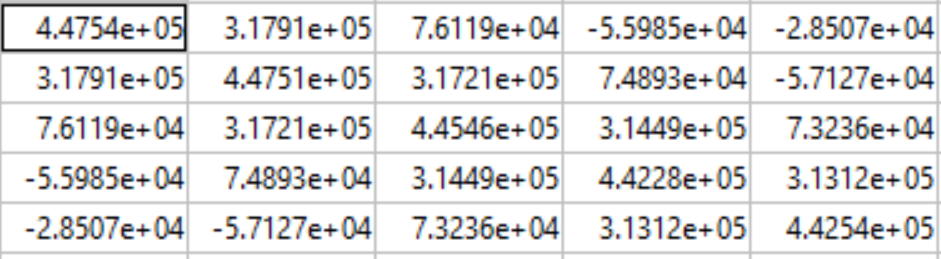 4.4754e+05 3.1791e+05 7.6119e+04 -5.5985e+04 -2.8507e+04
3.1791e+05 4.4751e+05 3.1721e+05 7.4893e+04 -5.7127e+04
7.6119e+04 3.1721e+05 4.4546e+05 3.1449e+05 7.3236e+04
-5.5985e+04 7.4893e+04 3.1449e+05 4.4228e+05 3.1312e+05
-2.8507e+04 -5.7127e+04 7.3236e+04 3.1312e+05 4.4254e+05